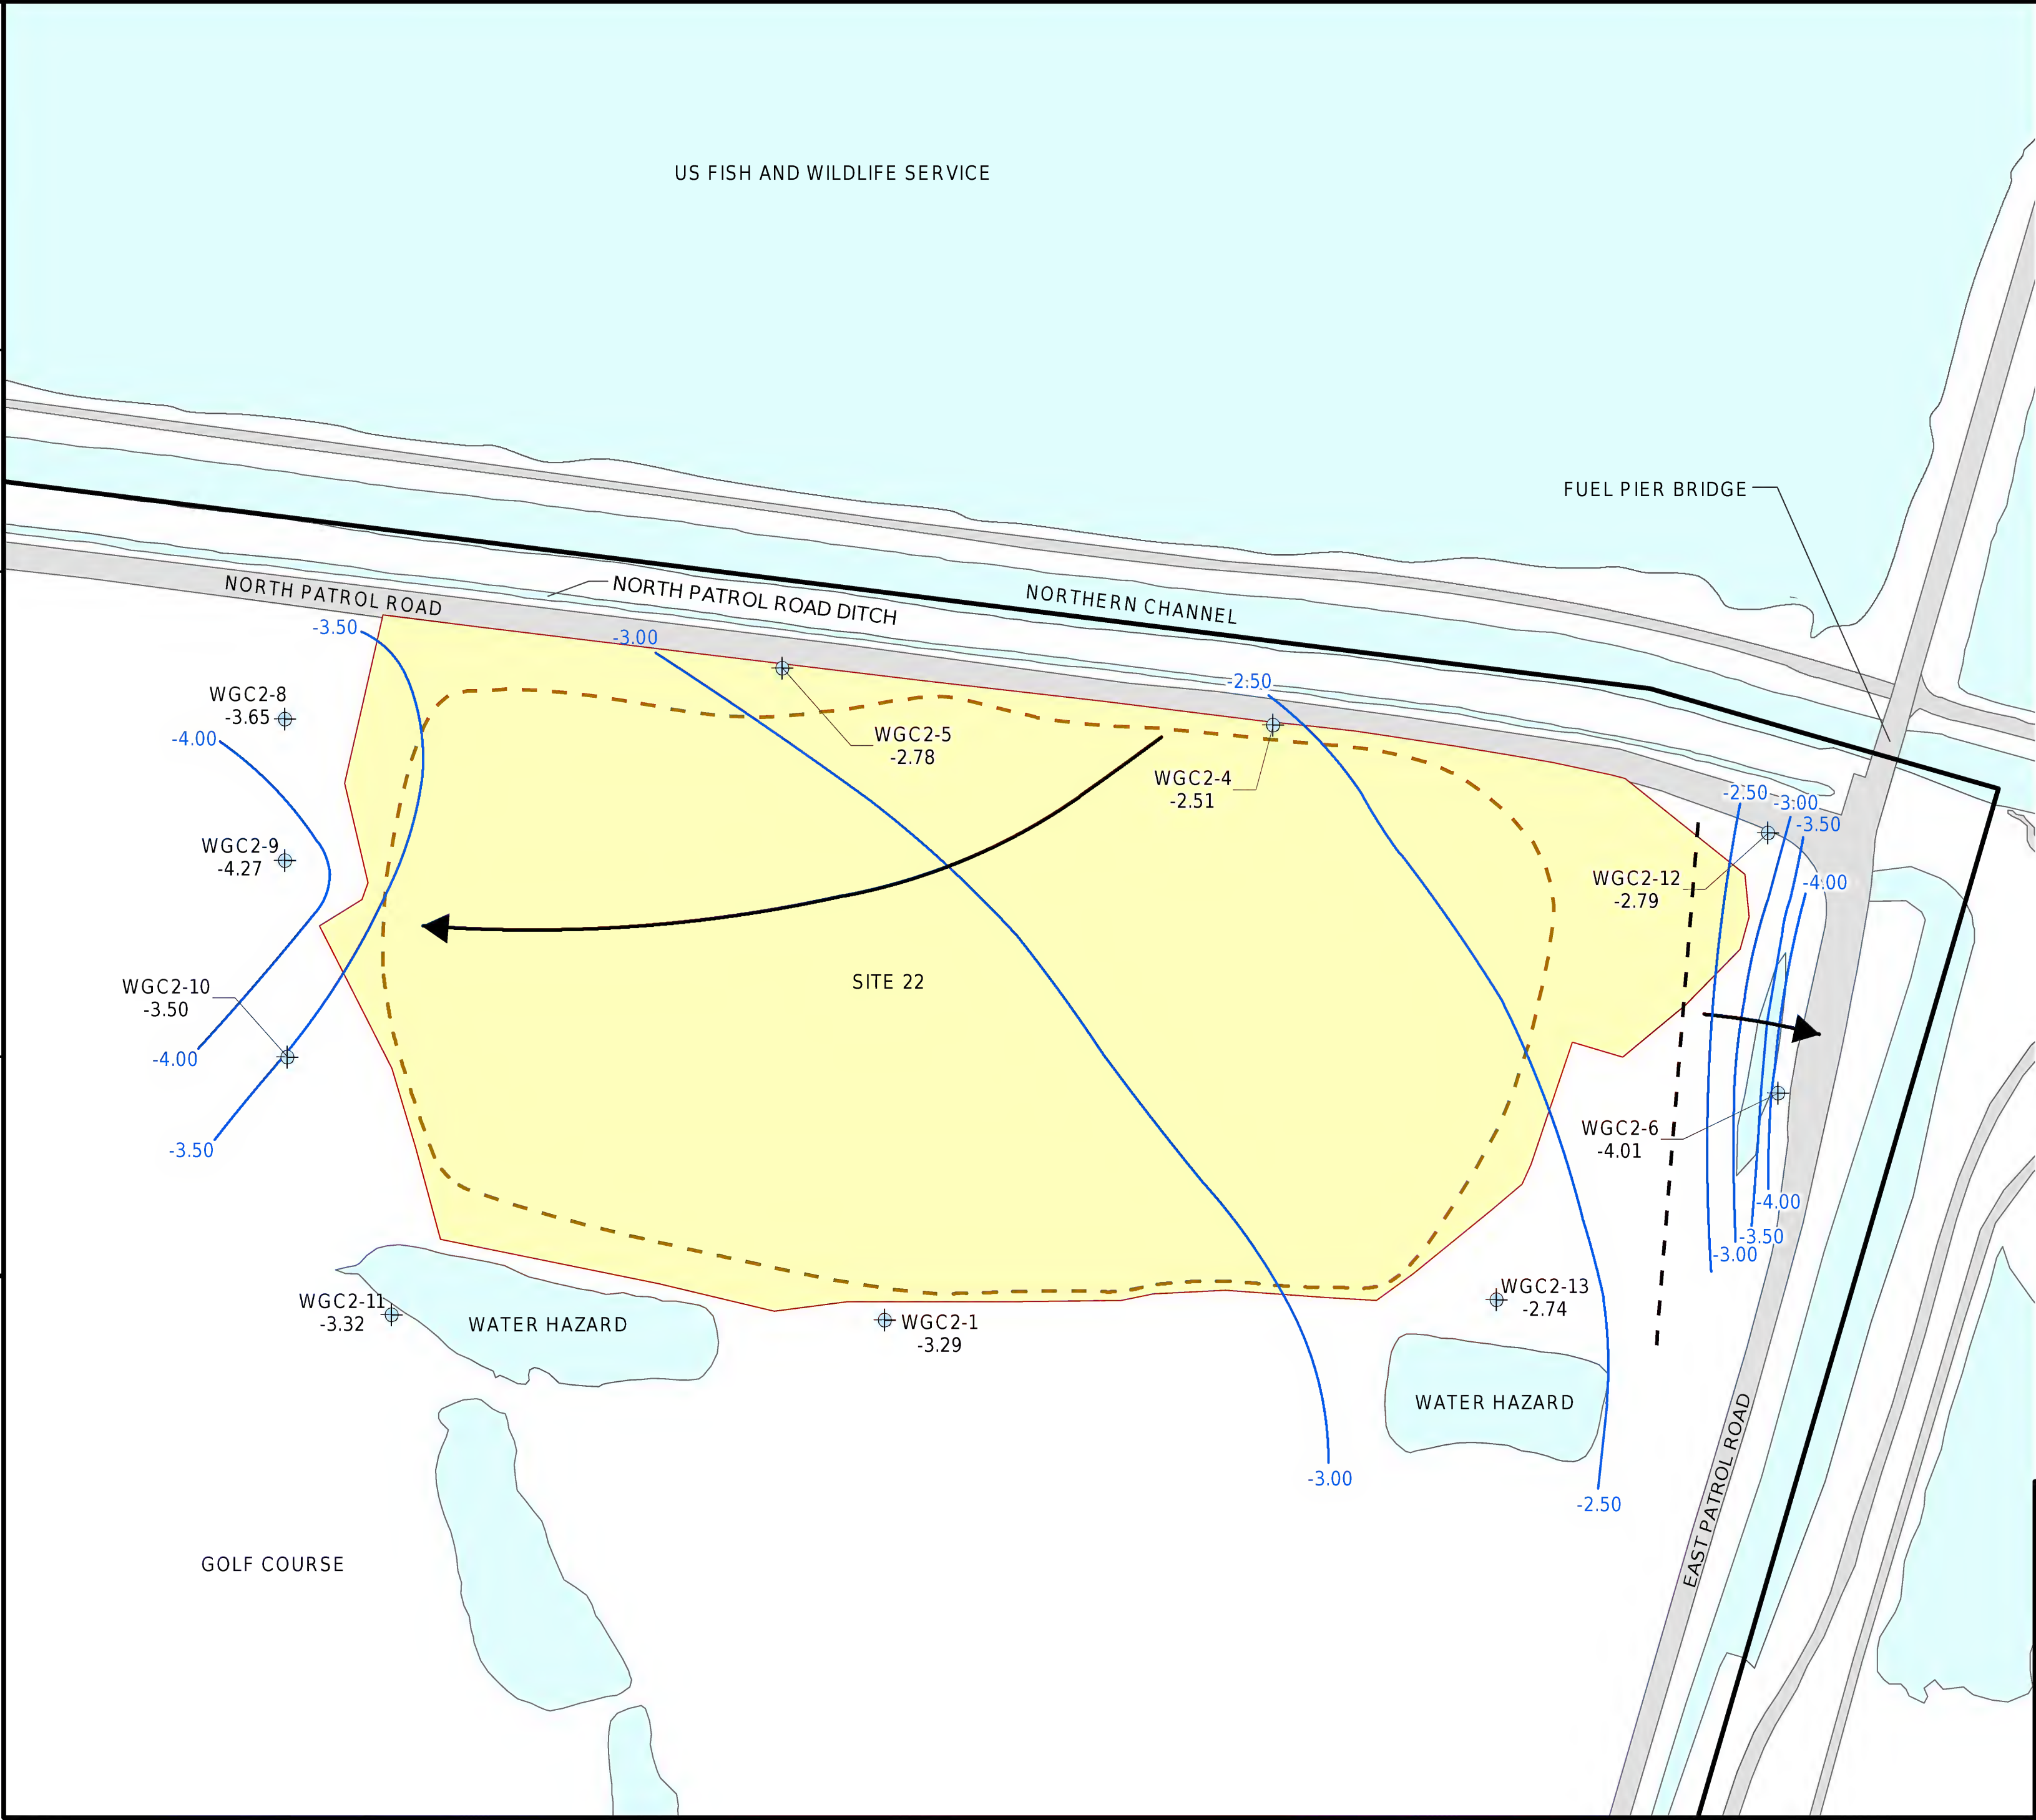 US FISH AND WILDLIFE SERVICE
FUEL PIER BRIDGE
NORTH PATROL ROAD
NORTH PATROL ROAD DITCH
NORTHERN CHANNEL
-3.50
-3.00
-2.50
WGC2-8
-3.65
-4.00
WGC2-5
-2.78
WGC2-4
-2.51
-2.50
-3.00
-3.50
WGC2-9
-4.27
WGC2-12
-2.79
-4.00
SITE 22
WGC2-10
-3.50
-4.00
WGC2-6
-4.01
-3.50
-4.00
-3.50
-3.00
WGC2-11
-3.32
WATER HAZARD
WGC2-1
-3.29
WGC2-13
-2.74
WATER HAZARD
-3.00
-2.50
EAST PATROL ROAD
GOLF COURSE